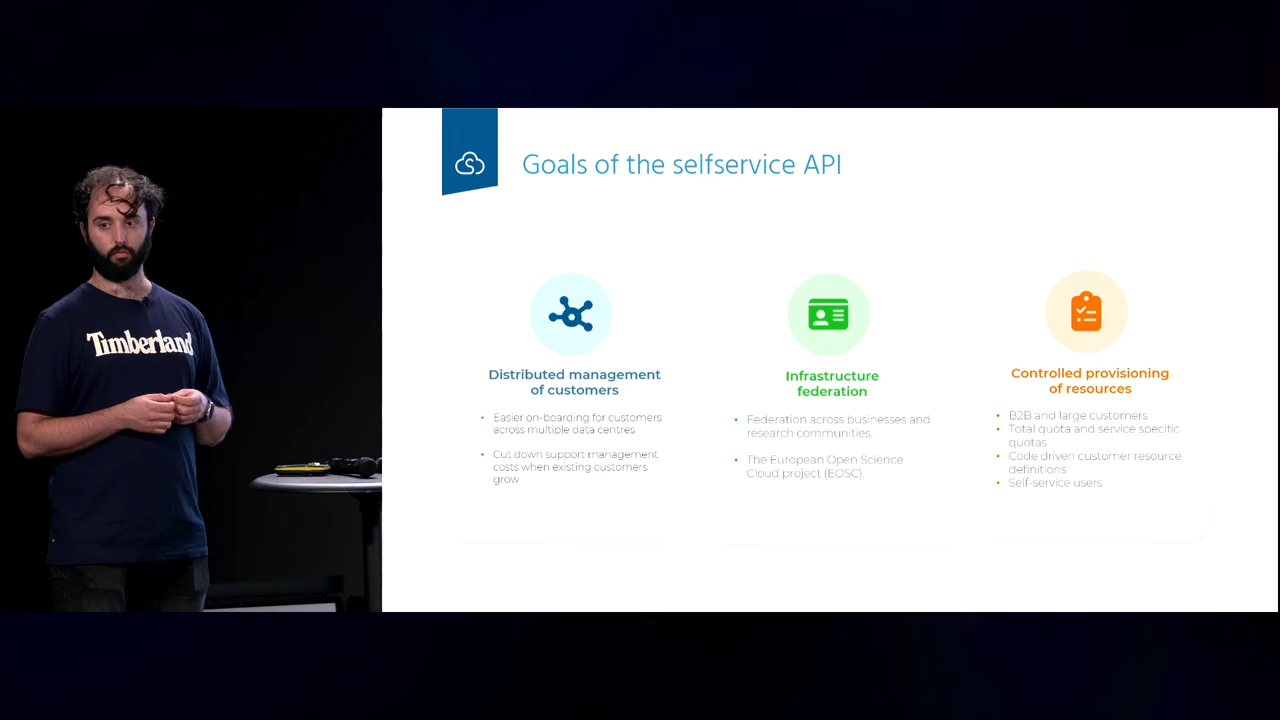 Goals of the selfservice API
Timberland
Distributed management
of customers
Easier on-boarding for customers
across multiple data centres
Cut down support management
costs when existing customers
grow
Infrastructure
federation
Federation across businesses and
research communities.
The European Open Science
Cloud project (EOSC).
Controlled provisioning
of resources
B2B and large customers
Total quota and service specific
quotas
Code driven customer resource
definitions
Self-service users